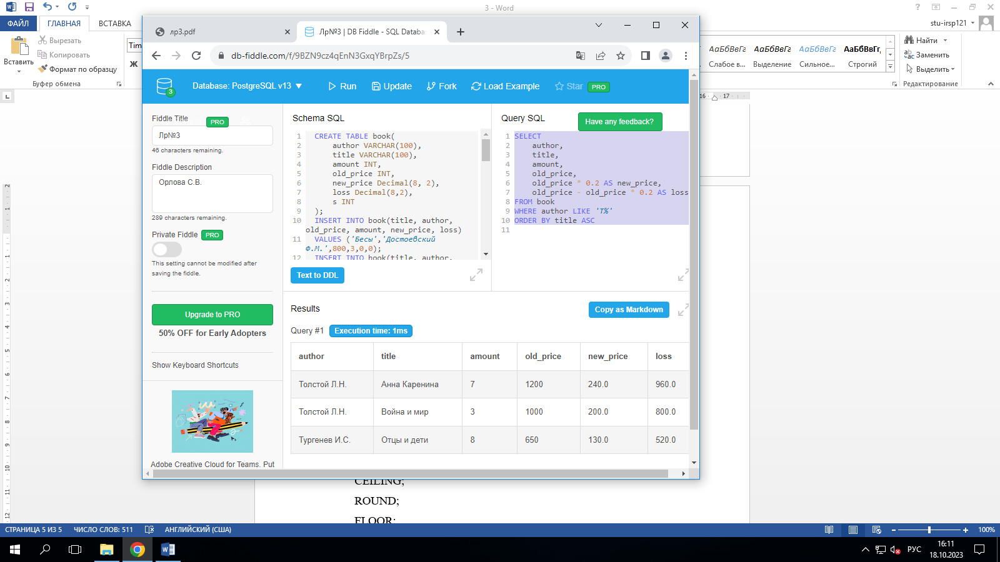 3 - Word
ФАЙЛ
ГЛАВНАЯ
ВСТАВКА
stu-irsp121
Вставить
Вырезать
Копировать
Формат по образцу
Буфер обмена
Tim
Ж
АаБбВвГг
АаБбВвГг
АаБбВвГг
АаБбВвГг,
Слабое в...
Выделение
Сильное...
Строгий
Найти
Заменить
Выделить
Редактирование
16
17
лр3.pdf
Лр№3 | DB Fiddle - SQL Databa
db-fiddle.com/f/9BZN9cz4qEnN3GxqYBrpZs/5
3
Database: PostgreSQL v13
Run
Update
Fork
Load Example
Star
PRO
Fiddle Title
PRO
Лр№3
46 characters remaining.
Fiddle Description
Орлова С.В.
289 characters remaining.
Private Fiddle
PRO
This setting cannot be modified after
saving the fiddle.
Upgrade to PRO
50% OFF for Early Adopters
Show Keyboard Shortcuts
Adobe Creative Cloud for Teams. Put
Schema SQL
1 CREATE TABLE book(
2 author VARCHAR(100),
3 title VARCHAR(100),
4 amount INT,
5 old_price INT,
6 new_price Decimal(8, 2),
7 loss Decimal(8,2),
8 s INT
9 );
10 INSERT INTO book(title, author,
old_price, amount, new_price, loss)
11 VALUES ('Бесы','Достоевский
Ф.М.',800,3,0,0);
12 INSERT INTO book(title, author,
Text to DDL
Query SQL
Have any feedback?
1 SELECT
2 author,
3 title,
4 amount,
5 old_price,
6 old_price * 0.2 AS new_price,
7 old_price - old_price * 0.2 AS loss
8 FROM book
9 WHERE author LIKE 'Т%'
10 ORDER BY title ASC
11
Results
Copy as Markdown
Query #1
Execution time: 1ms
author title amount old_price new_price loss
Толстой Л.Н. Анна Каренина 7 1200 240.0 960.0
Толстой Л.Н. Война и мир 3 1000 200.0 800.0
Тургенев И.С. Отцы и дети 8 650 130.0 520.0
CEILING;
ROUND;
FLOOR;
СТРАНИЦА 5 ИЗ 5
ЧИСЛО СЛОВ: 511
АНГЛИЙСКИЙ (США)
100%
РУС
16:11
18.10.2023